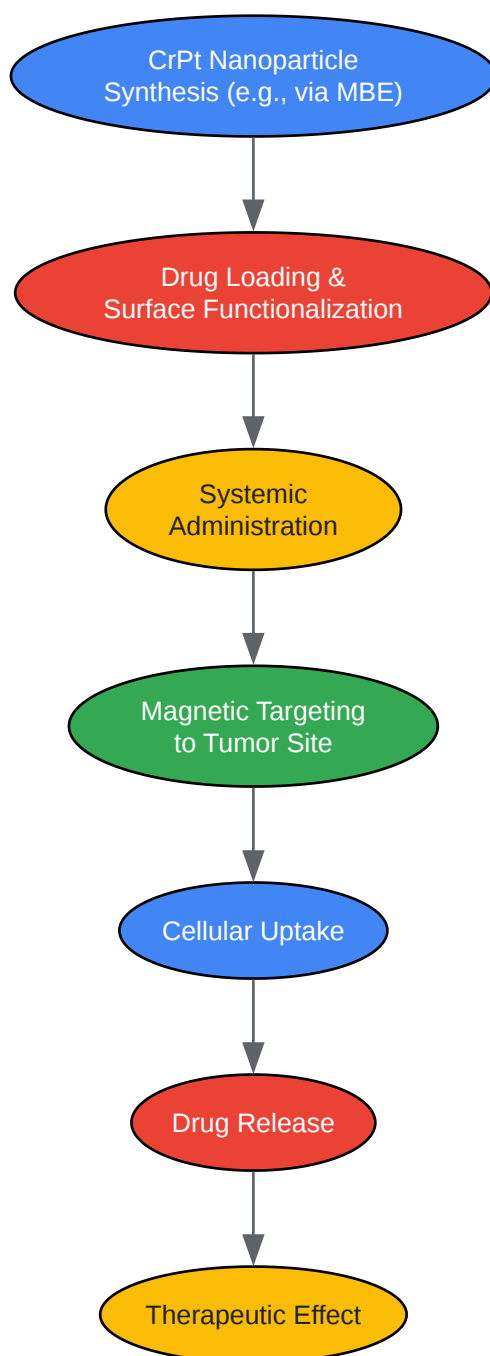 CrPt Nanoparticle
Synthesis (e.g., via MBE)
Drug Loading &
Surface Functionalization
Systemic
Administration
Magnetic Targeting
to Tumor Site
Cellular Uptake
Drug Release
Therapeutic Effect